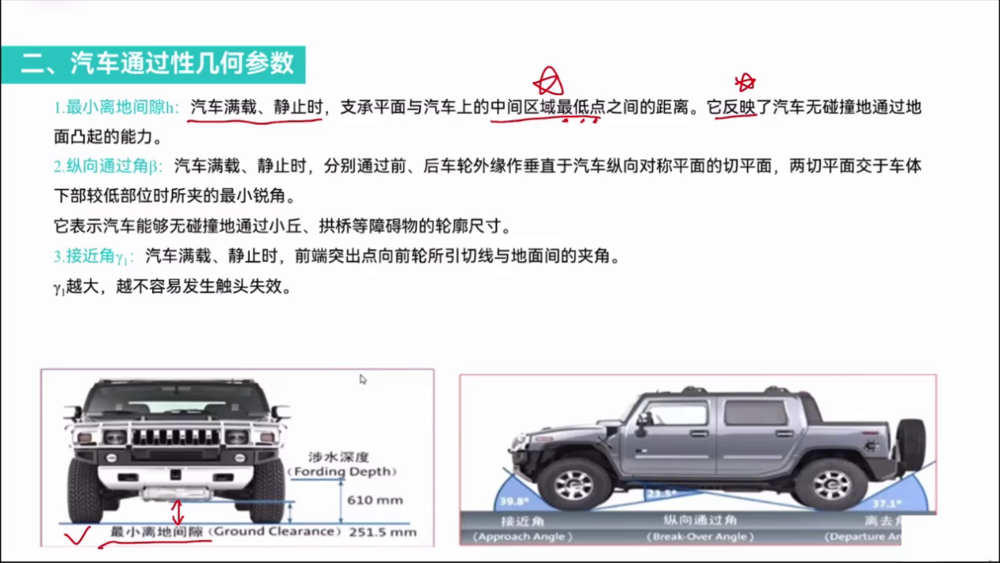 二、汽车通过性几何参数
1.最小离地间隙h：汽车满载、静止时，支承平面与汽车上的中间区域最低点之间的距离。它反映了汽车无碰撞地通过地
面凸起的能力。
2.纵向通过角β：汽车满载、静止时，分别通过前、后车轮外缘作垂直于汽车纵向对称平面的切平面，两切平面交于车体
下部较低部位时所夹的最小锐角。
它表示汽车能够无碰撞地通过小丘、拱桥等障碍物的轮廓尺寸。
3.接近角γ₁：汽车满载、静止时，前端突出点向前轮所引切线与地面间的夹角。
γ₁越大，越不容易发生触头失效。
涉水深度
(Fording Depth)
610 mm
最小离地间隙（Ground Clearance）251.5 mm
39.8°
23.5°
37.1°
接近角
(Approach Angle)
纵向通过角
(Break-Over Angle)
离去
(Departure